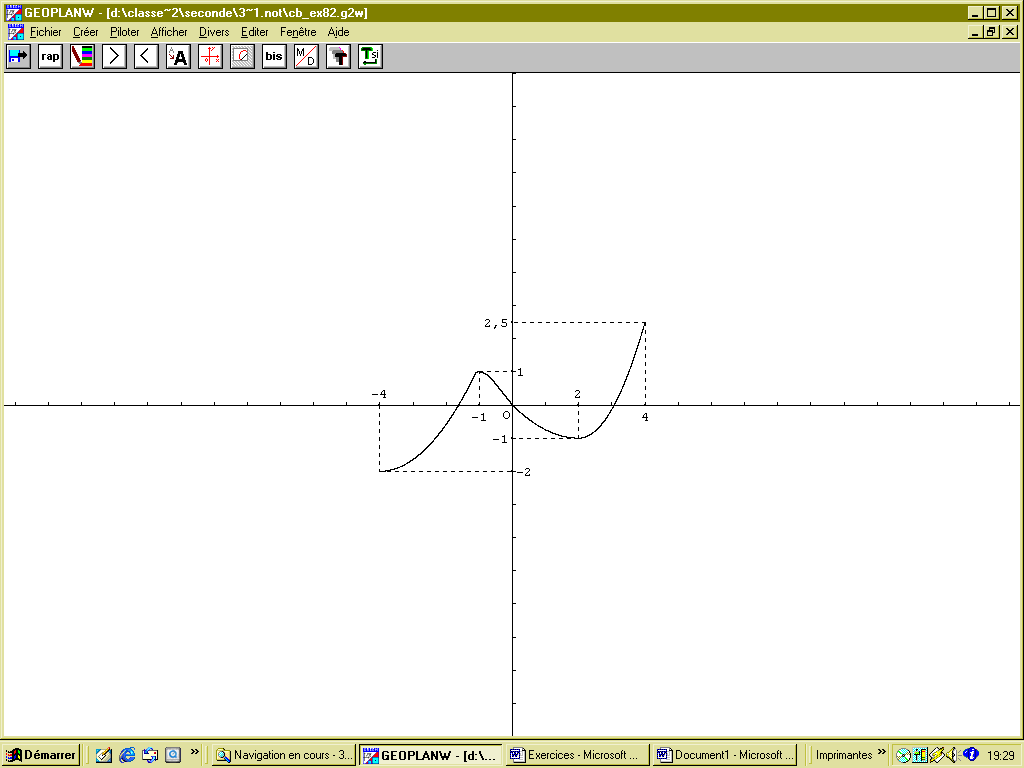 GEOPLANW - [d:\classe~2\seconde\3~1.not\cb_ex82.g2w]
Fichier Créer Piloter Afficher Divers Editer Fenêtre Aide
rap > < A bis M/D
2,5
1
-4 2
-1 O 4
-1
-2
Démarrer » Navigation en cours - 3... GEOPLANW - [d:\... Exercices - Microsoft ... Document1 - Microsoft ... Imprimantes » 19:29